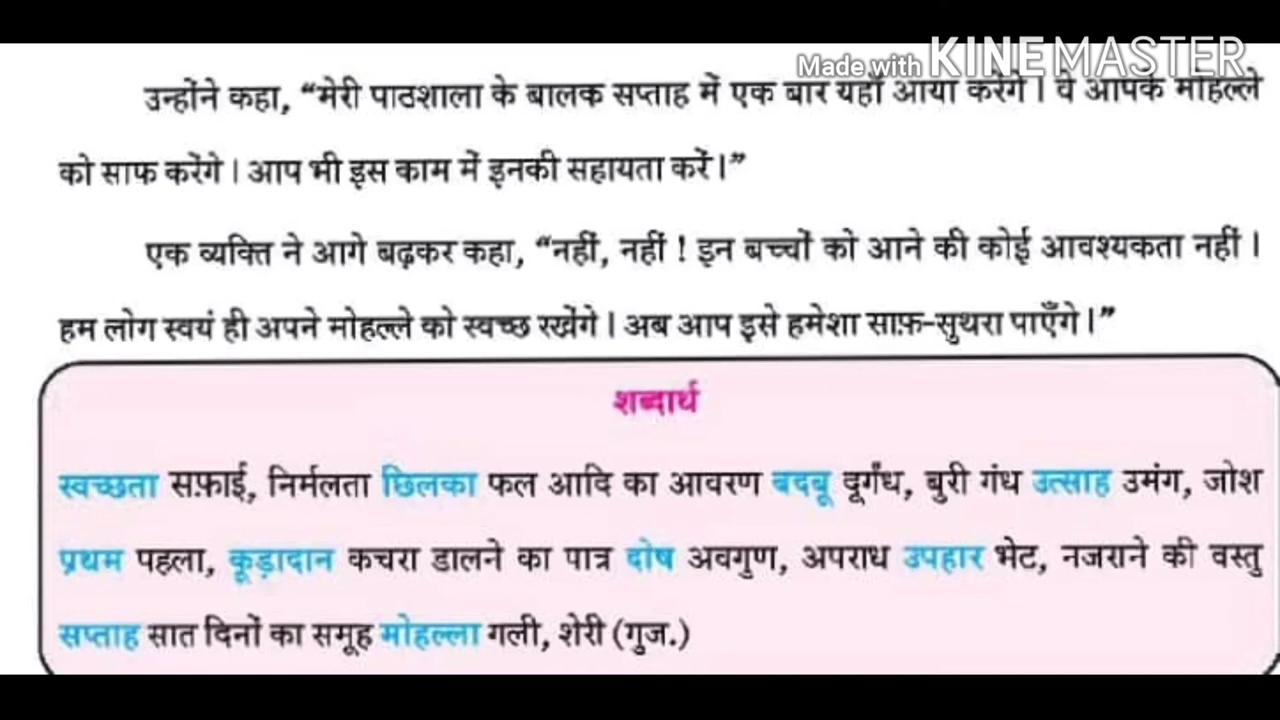 Made with KINEMASTER
उन्होंने कहा, “मेरी पाठशाला के बालक सप्ताह में एक बार यहाँ आया करेंगे। वे आपके मोहल्ले
को साफ करेंगे। आप भी इस काम में इनकी सहायता करें।”
एक व्यक्ति ने आगे बढ़कर कहा, “नहीं, नहीं ! इन बच्चों को आने की कोई आवश्यकता नहीं।
हम लोग स्वयं ही अपने मोहल्ले को स्वच्छ रखेंगे। अब आप इसे हमेशा साफ़-सुथरा पाएँगे।”
शब्दार्थ
स्वच्छता सफ़ाई, निर्मलता छिलका फल आदि का आवरण बदबू दूर्गंध, बुरी गंध उत्साह उमंग, जोश
प्रथम पहला, कूड़ादान कचरा डालने का पात्र दोष अवगुण, अपराध उपहार भेट, नजराने की वस्तु
सप्ताह सात दिनों का समूह मोहल्ला गली, शेरी (गुज.)